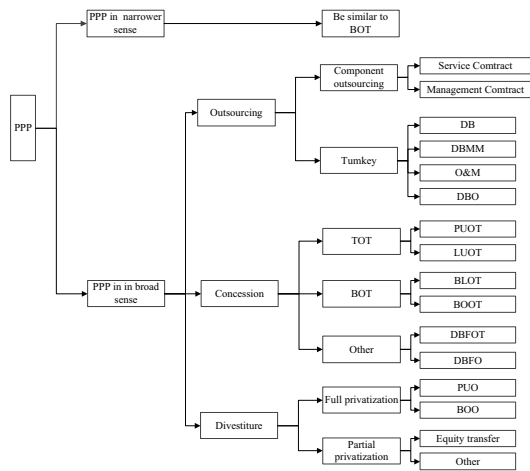 PPP
PPP in narrower
sense
Be similar to
BOT
PPP in in broad
sense
Outsourcing
Component
outsourcing
Service Comtract
Management Comtract
Tumkey
DB
DBMM
O&M
DBO
Concession
TOT
PUOT
LUOT
BOT
BLOT
BOOT
Other
DBFOT
DBFO
Divestiture
Full privatization
PUO
BOO
Partial
privatization
Equity transfer
Other